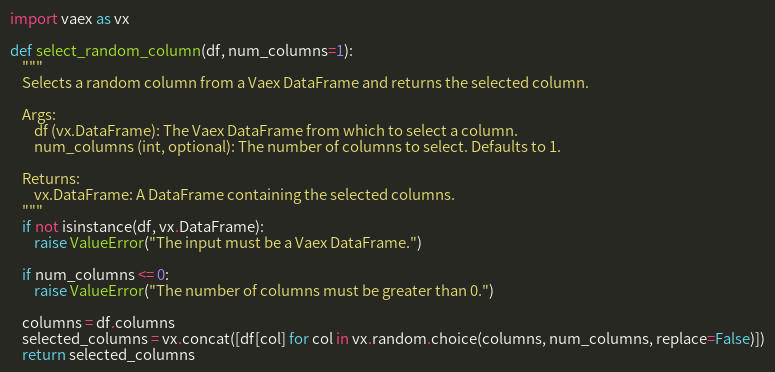 import vaex as vx
def select_random_column(df, num_columns=1):
"""
Selects a random column from a Vaex DataFrame and returns the selected column.
Args:
df (vx.DataFrame): The Vaex DataFrame from which to select a column.
num_columns (int, optional): The number of columns to select. Defaults to 1.
Returns:
vx.DataFrame: A DataFrame containing the selected columns.
"""
if not isinstance(df, vx.DataFrame):
raise ValueError("The input must be a Vaex DataFrame.")
if num_columns <= 0:
raise ValueError("The number of columns must be greater than 0.")
columns = df.columns
selected_columns = vx.concat([df[col] for col in vx.random.choice(columns, num_columns, replace=False)])
return selected_columns